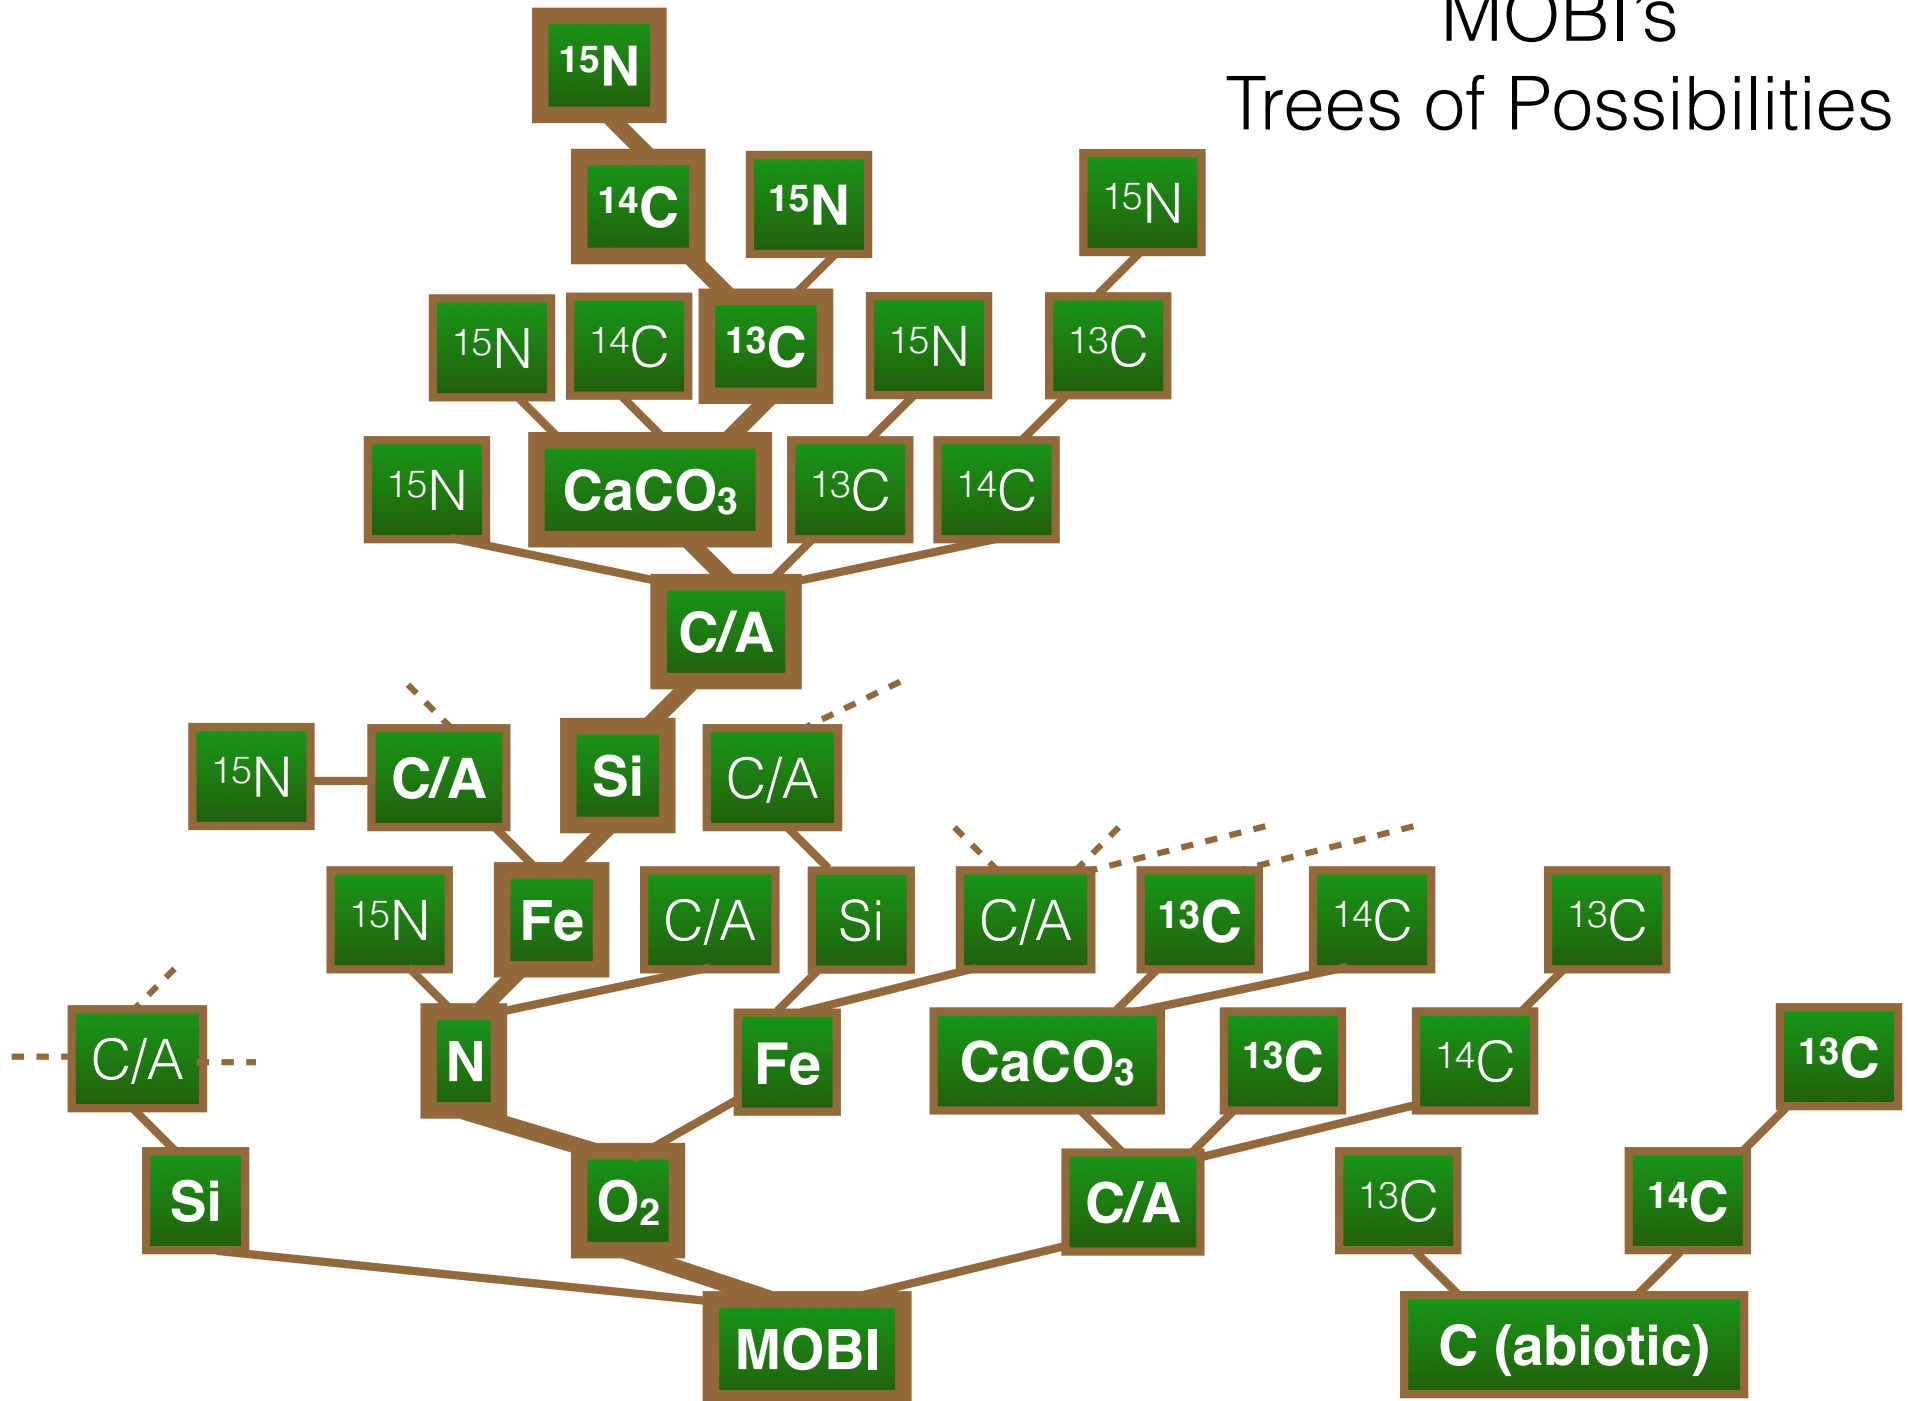 MOBI's
Trees of Possibilities
¹⁵N
¹⁴C
¹⁵N
¹⁵N
¹⁵N
¹⁴C
¹³C
¹⁵N
¹³C
¹⁵N
CaCO₃
¹³C
¹⁴C
C/A
¹⁵N
C/A
Si
C/A
¹⁵N
Fe
C/A
Si
C/A
¹³C
¹⁴C
¹³C
C/A
N
Fe
CaCO₃
¹³C
¹⁴C
¹³C
Si
O₂
C/A
¹³C
¹⁴C
MOBI
C (abiotic)